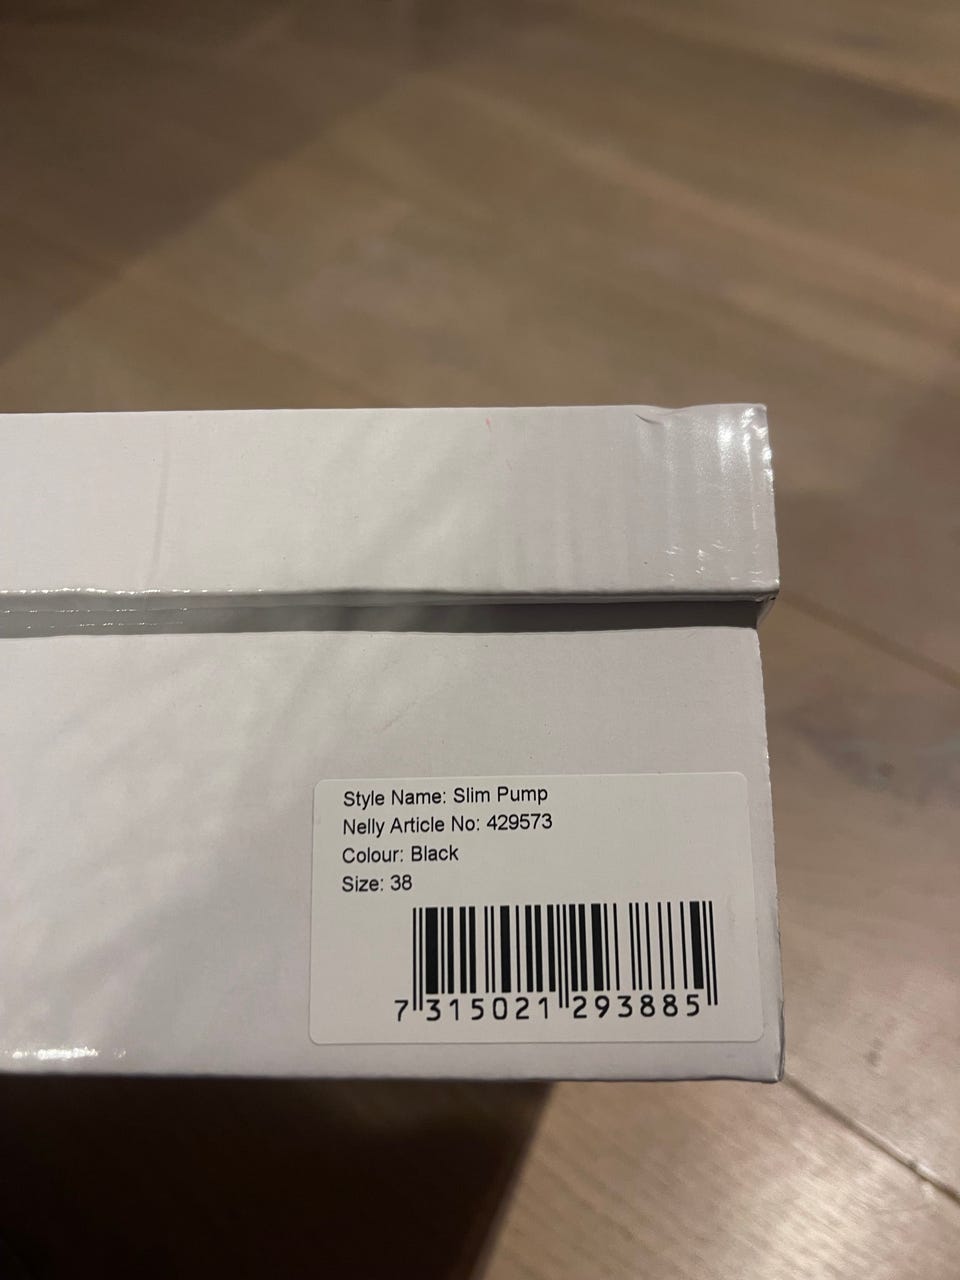 Style Name: Slim Pump
Nelly Article No: 429573
Colour: Black
Size: 38
7 315021 293885